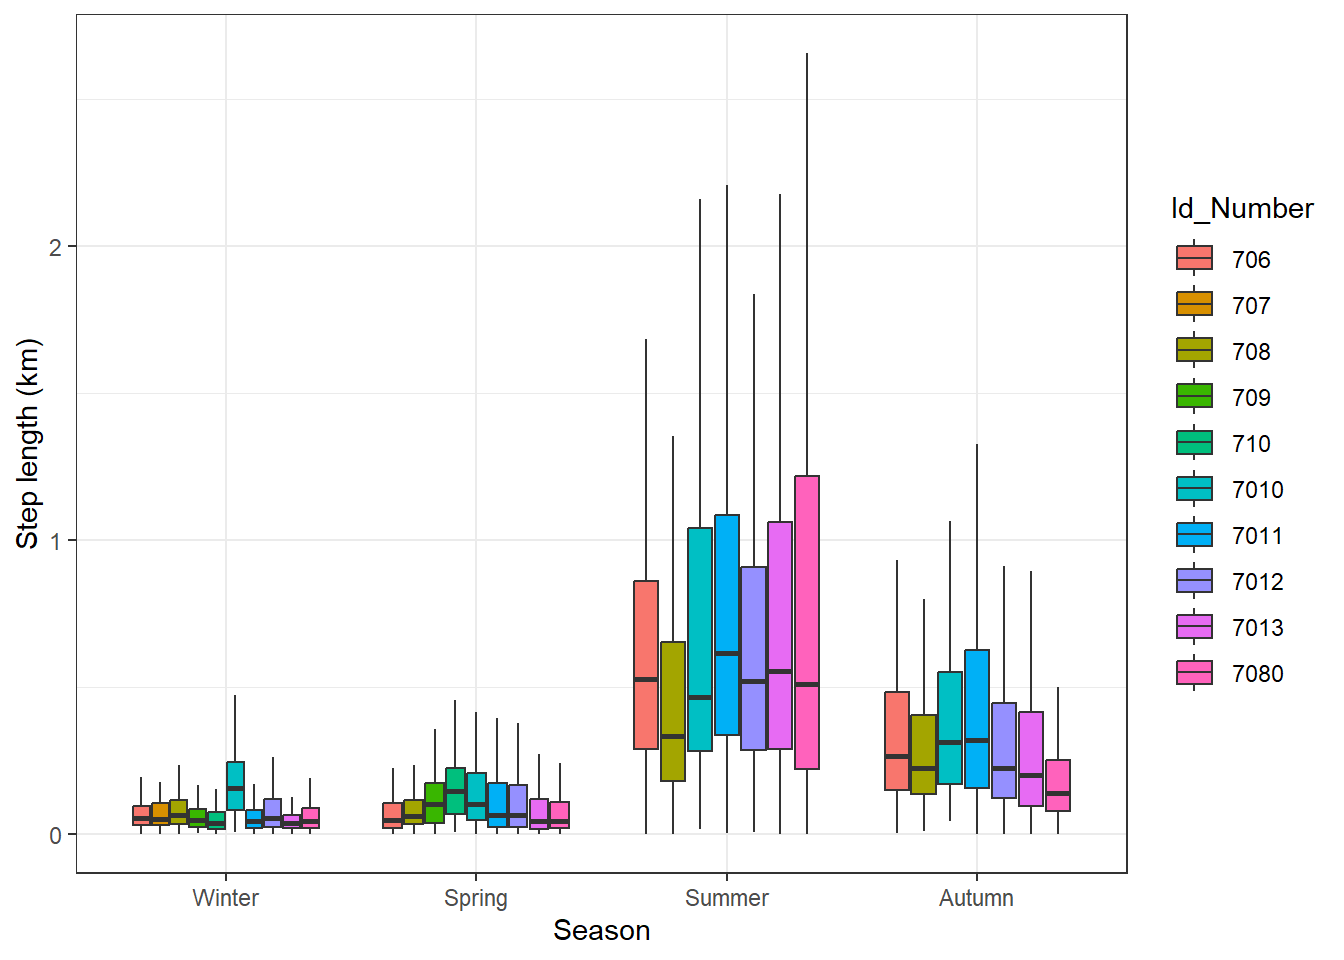 Step length (km)
2
1
0
Winter
Spring
Summer
Autumn
Season
Id_Number
706
707
708
709
710
7010
7011
7012
7013
7080